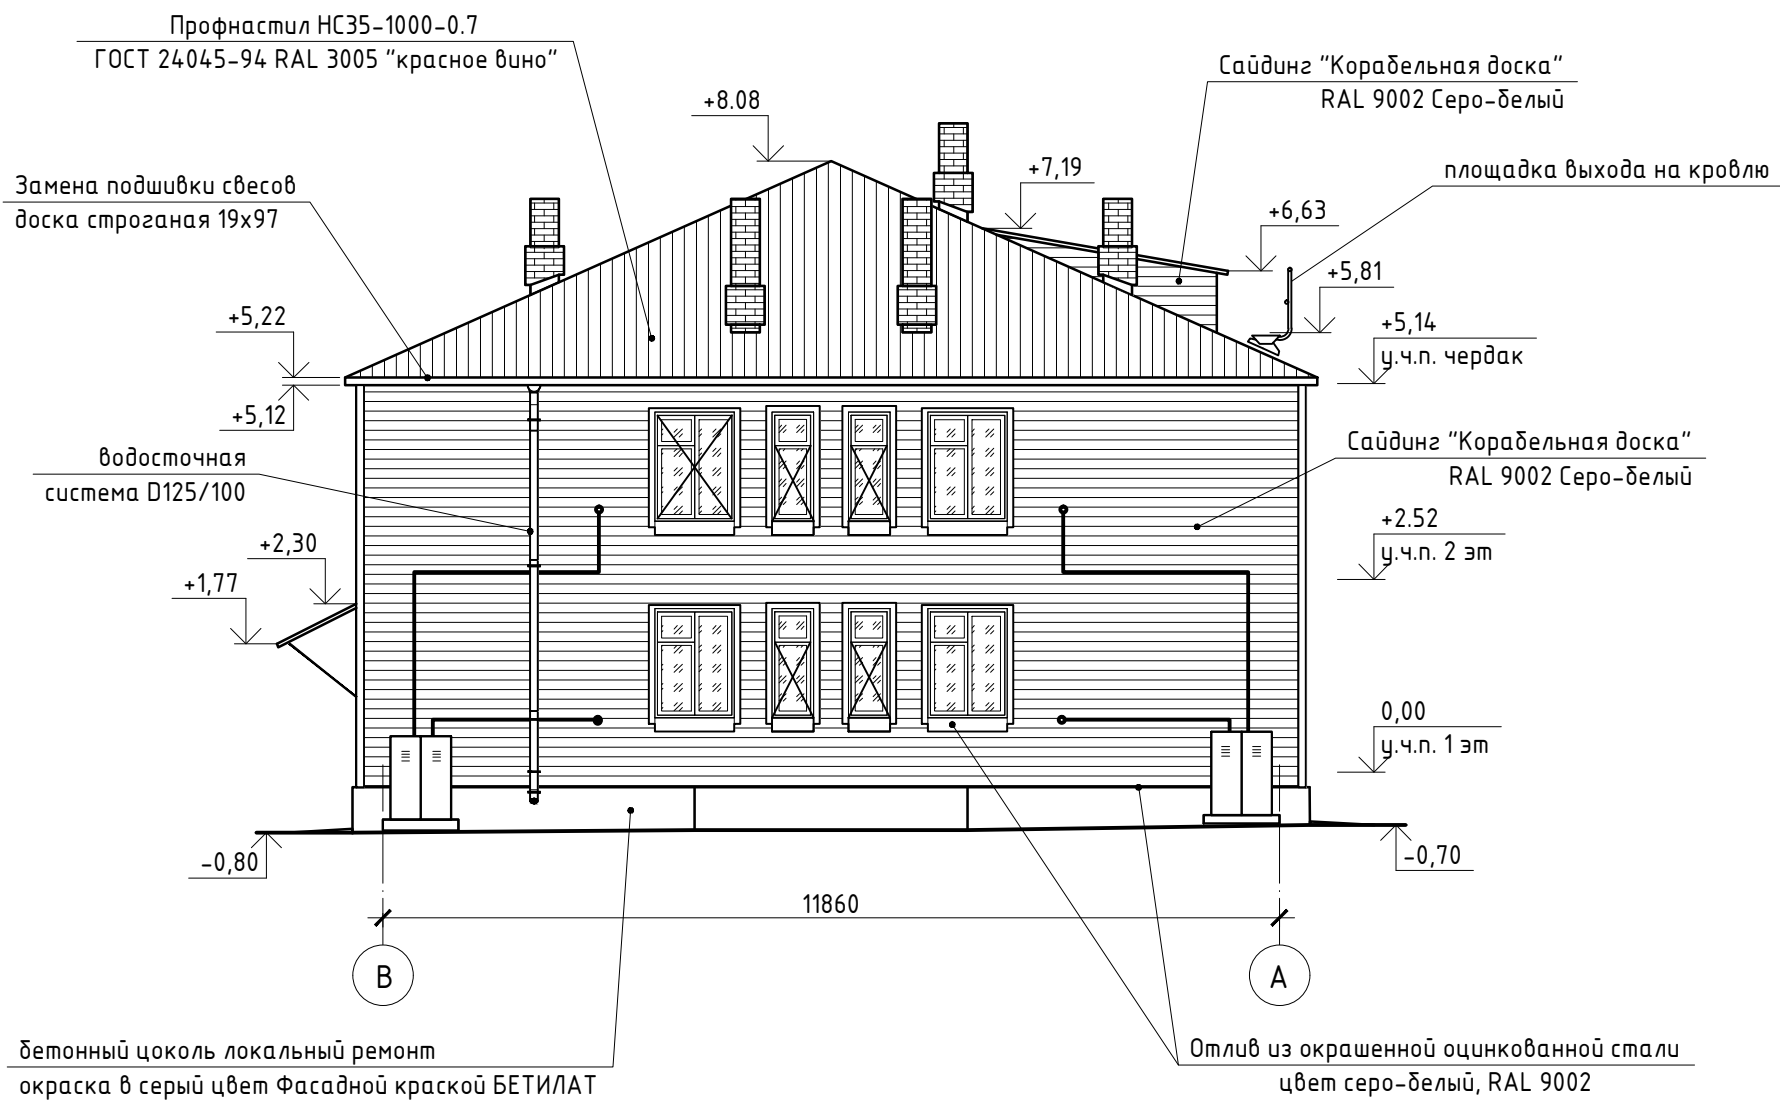 Профнастил НС35-1000-0.7
ГОСТ 24045-94 RAL 3005 "красное вино"
Сайдинг "Корабельная доска"
RAL 9002 Серо-белый
+8.08
+7,19
площадка выхода на кровлю
Замена подшивки свесов
доска строганая 19х97
+6,63
+5,81
+5,22
+5,14
у.ч.п. чердак
+5,12
Сайдинг "Корабельная доска"
RAL 9002 Серо-белый
водосточная
система D125/100
+2.52
у.ч.п. 2 эт
+2,30
+1,77
0,00
у.ч.п. 1 эт
-0,80
-0,70
11860
В
А
бетонный цоколь локальный ремонт
окраска в серый цвет Фасадной краской БЕТИЛАТ
Отлив из окрашенной оцинкованной стали
цвет серо-белый, RAL 9002